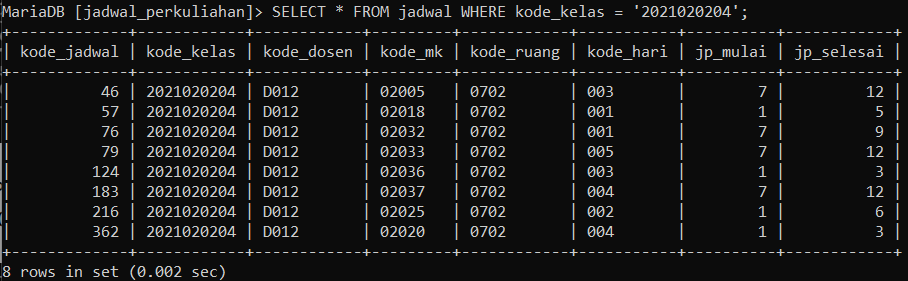 MariaDB [jadwal_perkuliahan]> SELECT * FROM jadwal WHERE kode_kelas = '2021020204';
+-------------+------------+------------+---------+------------+-----------+----------+------------+
| kode_jadwal | kode_kelas | kode_dosen | kode_mk | kode_ruang | kode_hari | jp_mulai | jp_selesai |
+-------------+------------+------------+---------+------------+-----------+----------+------------+
|          46 | 2021020204 | D012       | 02005   | 0702       | 003       |        7 |         12 |
|          57 | 2021020204 | D012       | 02018   | 0702       | 001       |        1 |          5 |
|          76 | 2021020204 | D012       | 02032   | 0702       | 001       |        7 |          9 |
|          79 | 2021020204 | D012       | 02033   | 0702       | 005       |        7 |         12 |
|         124 | 2021020204 | D012       | 02036   | 0702       | 003       |        1 |          3 |
|         183 | 2021020204 | D012       | 02037   | 0702       | 004       |        7 |         12 |
|         216 | 2021020204 | D012       | 02025   | 0702       | 002       |        1 |          6 |
|         362 | 2021020204 | D012       | 02020   | 0702       | 004       |        1 |          3 |
+-------------+------------+------------+---------+------------+-----------+----------+------------+
8 rows in set (0.002 sec)